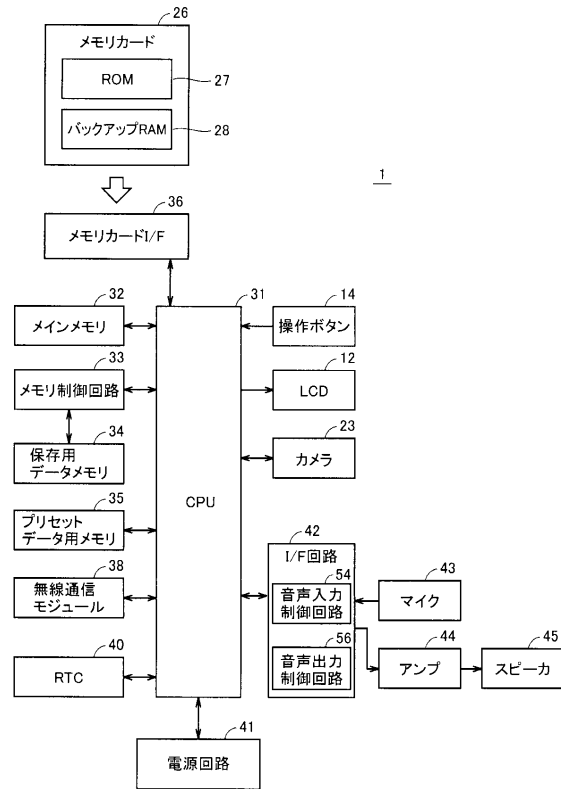 26
メモリカード
ROM
27
バックアップRAM
28
1
36
メモリカードI/F
32
メインメモリ
31
CPU
14
操作ボタン
33
メモリ制御回路
12
LCD
34
保存用
データメモリ
23
カメラ
35
プリセット
データ用メモリ
42
I/F回路
38
無線通信
モジュール
54
音声入力
制御回路
43
マイク
40
RTC
56
音声出力
制御回路
44
アンプ
45
スピーカ
41
電源回路